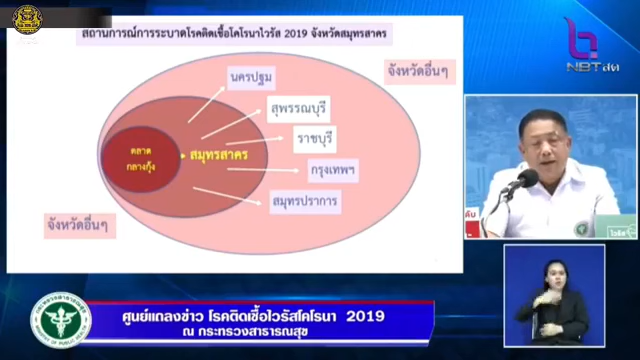 สถานการณ์การระบาดโรคติดเชื้อโคโรนาไวรัส 2019 จังหวัดสมุทรสาคร
นครปฐม
จังหวัดอื่นๆ
สุพรรณบุรี
ราชบุรี
ตลาด
กลางกุ้ง
สมุทรสาคร
กรุงเทพฯ
สมุทรปราการ
จังหวัดอื่นๆ
NBT สด
ศูนย์แถลงข่าว โรคติดเชื้อไวรัสโคโรนา 2019
ณ กระทรวงสาธารณสุข